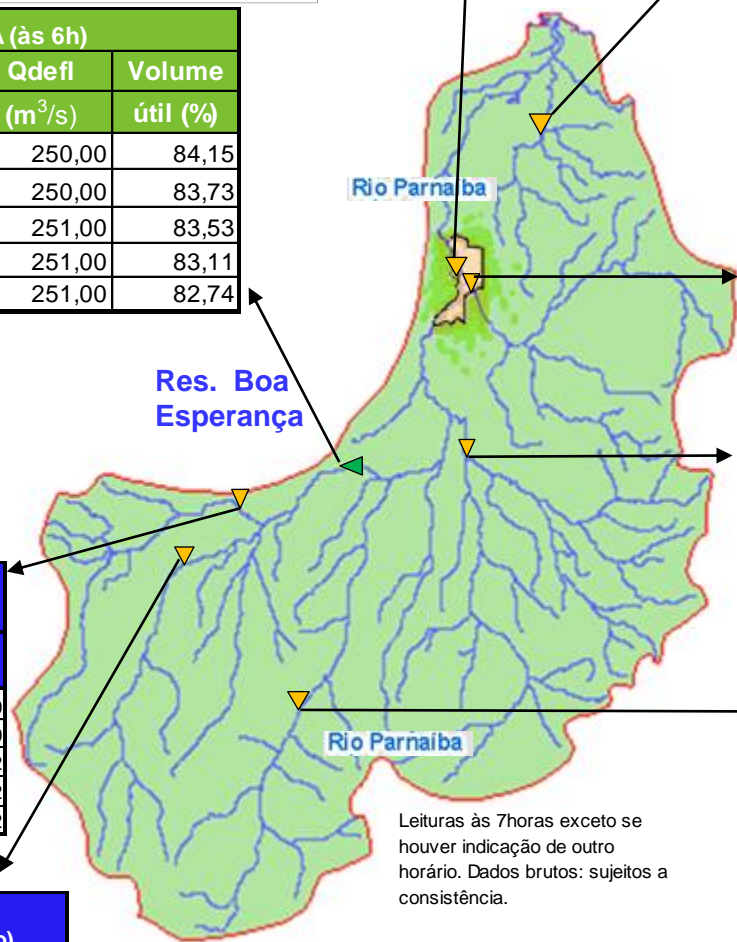 A (às 6h)
Qdefl Volume
(m³/s) útil (%)
250,00 84,15
250,00 83,73
251,00 83,53
251,00 83,11
251,00 82,74
Rio Parnaíba
Res. Boa
Esperança
Rio Parnaíba
Leituras às 7horas exceto se
houver indicação de outro
horário. Dados brutos: sujeitos a
consistência.